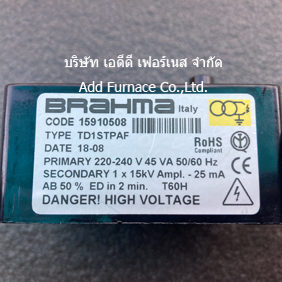 บริษัท เอดีดี เฟอร์เนส จำกัด
Add Furnace Co.,Ltd.
BRAHMA Italy
CODE 15910508
TYPE TD1STPAF
DATE 18-08
RoHS
Compliant
PRIMARY 220-240 V 45 VA 50/60 Hz
SECONDARY 1 x 15kV Ampl. - 25 mA
AB 50 % ED in 2 min. T60H
DANGER! HIGH VOLTAGE